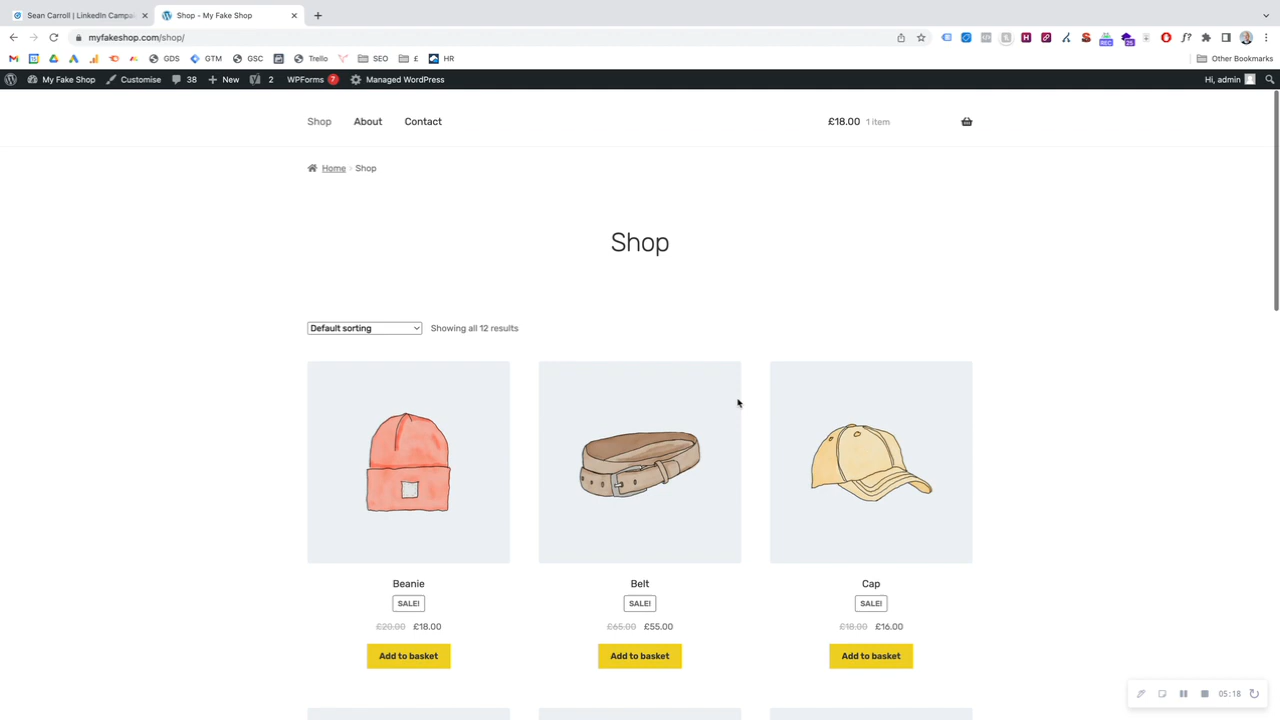 Sean Carroll | LinkedIn Campai
Shop - My Fake Shop
myfakeshop.com/shop/
GDS GTM GSC Trello SEO £ HR Other Bookmarks
My Fake Shop Customise 38 New 2 WPForms 7 Managed WordPress Hi, admin
Shop About Contact £18.00 1 item
Home › Shop
Shop
Default sorting Showing all 12 results
Beanie Belt Cap
SALE! SALE! SALE!
£20.00 £18.00 £65.00 £55.00 £18.00 £16.00
Add to basket Add to basket Add to basket
05:18